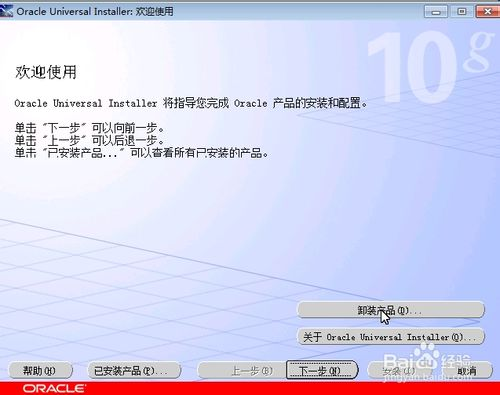 Oracle Universal Installer: 欢迎使用
10g
欢迎使用
Oracle Universal Installer 将指导您完成 Oracle 产品的安装和配置。
单击 "下一步" 可以向前一步。
单击 "上一步" 可以后退一步。
单击 "已安装产品..." 可以查看所有已安装的产品。
卸装产品(D)...
关于 Oracle Universal Installer(O)...
帮助(H) 已安装产品(P)... 上一步(B) 下一步(N) 安装(I) 取消
ORACLE
Baidu 经验
jingyan.baidu.com